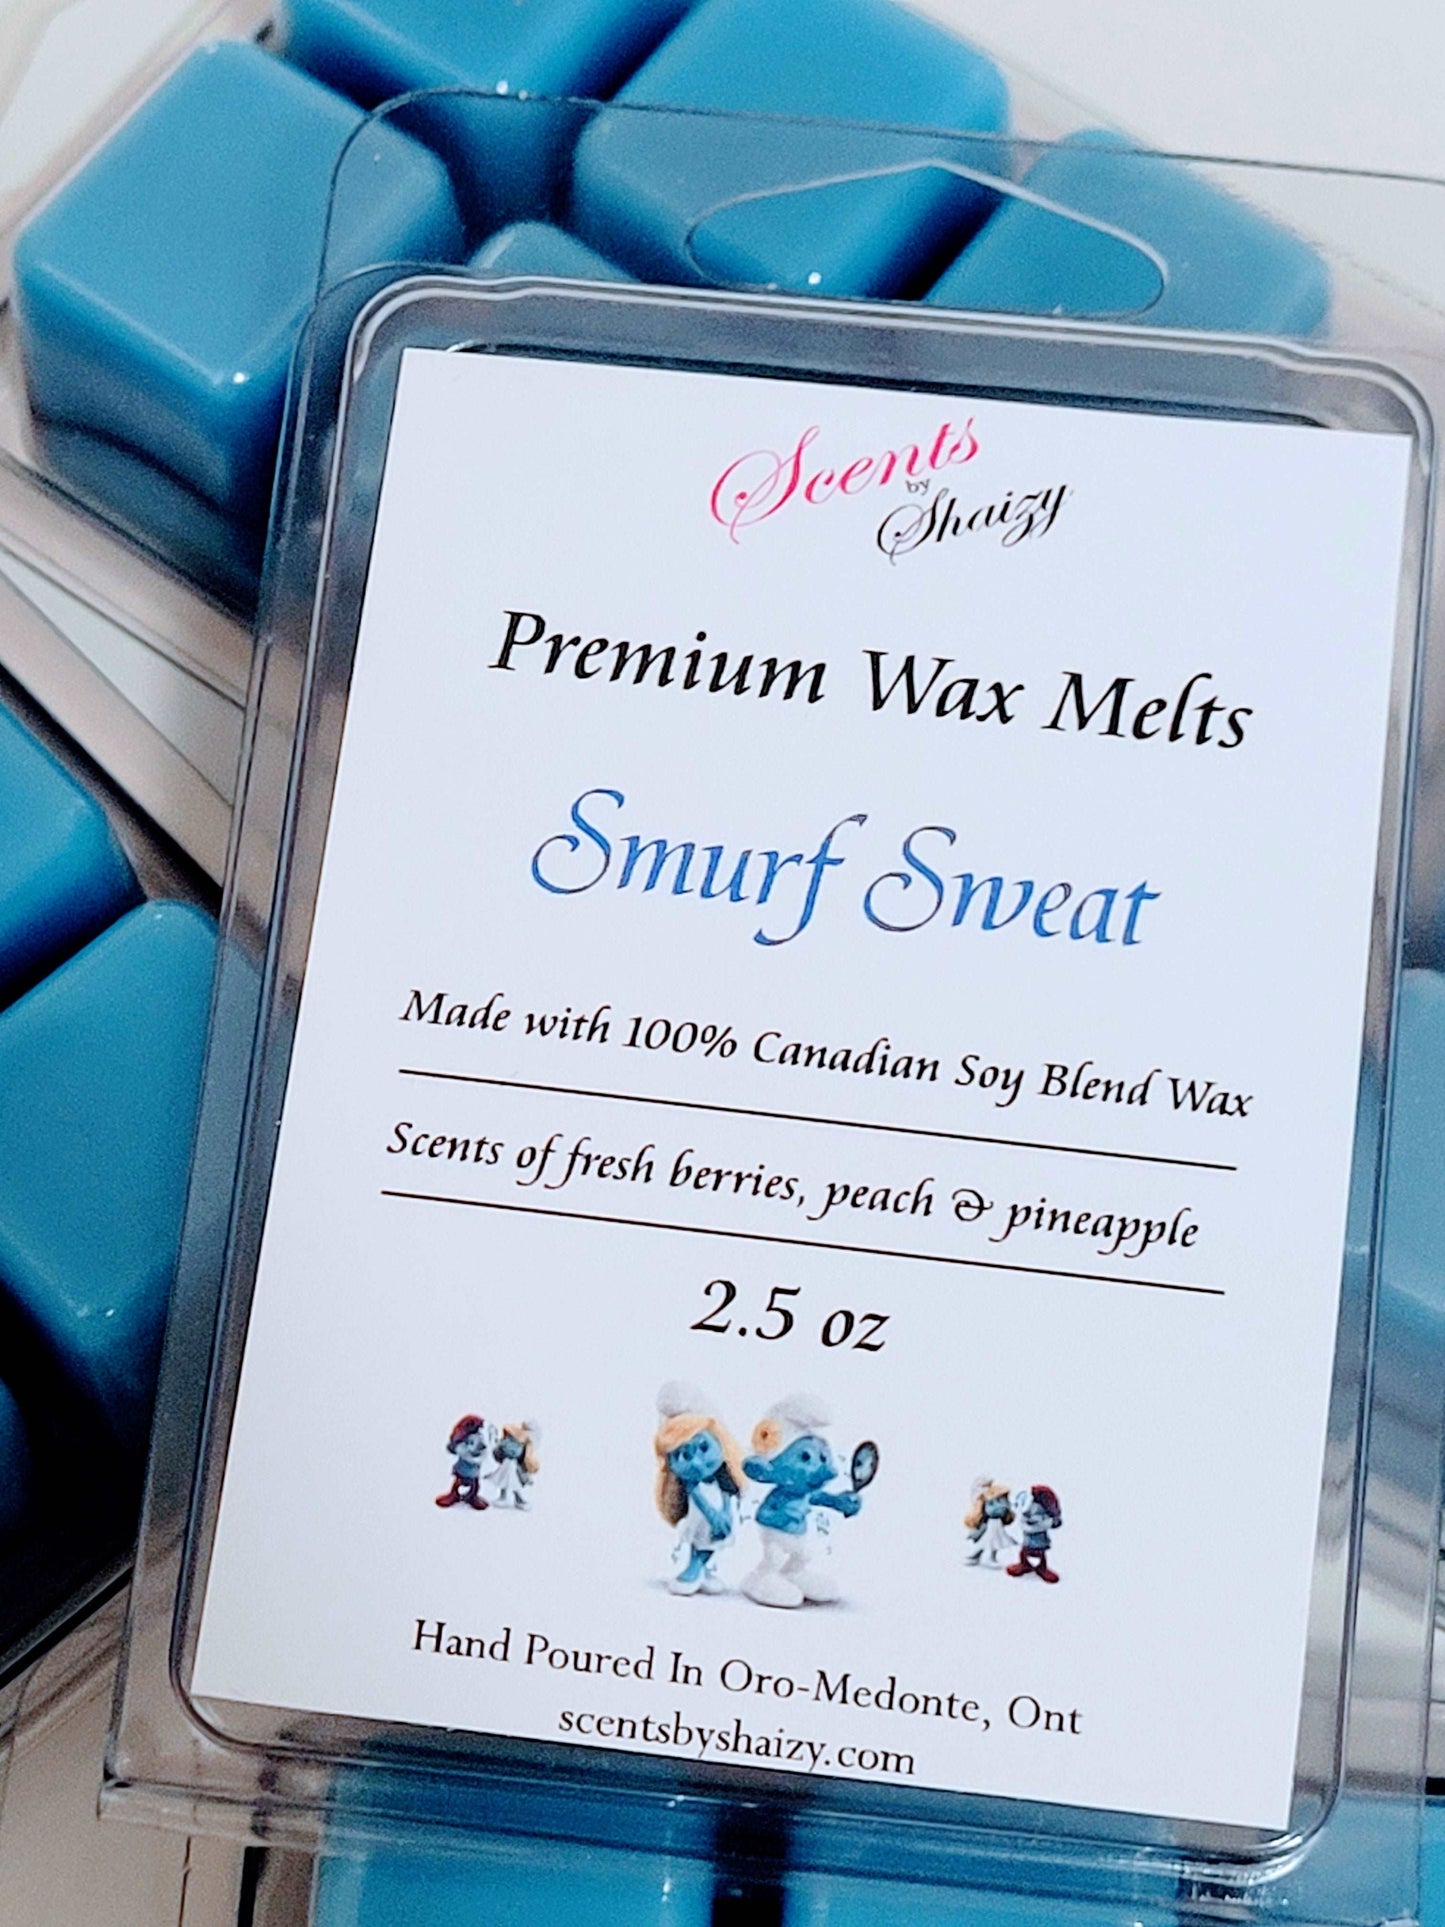 Scents
by
Shaizy
Premium Wax Melts
Smurf Sweat
Made with 100% Canadian Soy Blend Wax
Scents of fresh berries, peach & pineapple
2.5 oz
Hand Poured In Oro-Medonte, Ont
scentsbyshaizy.com